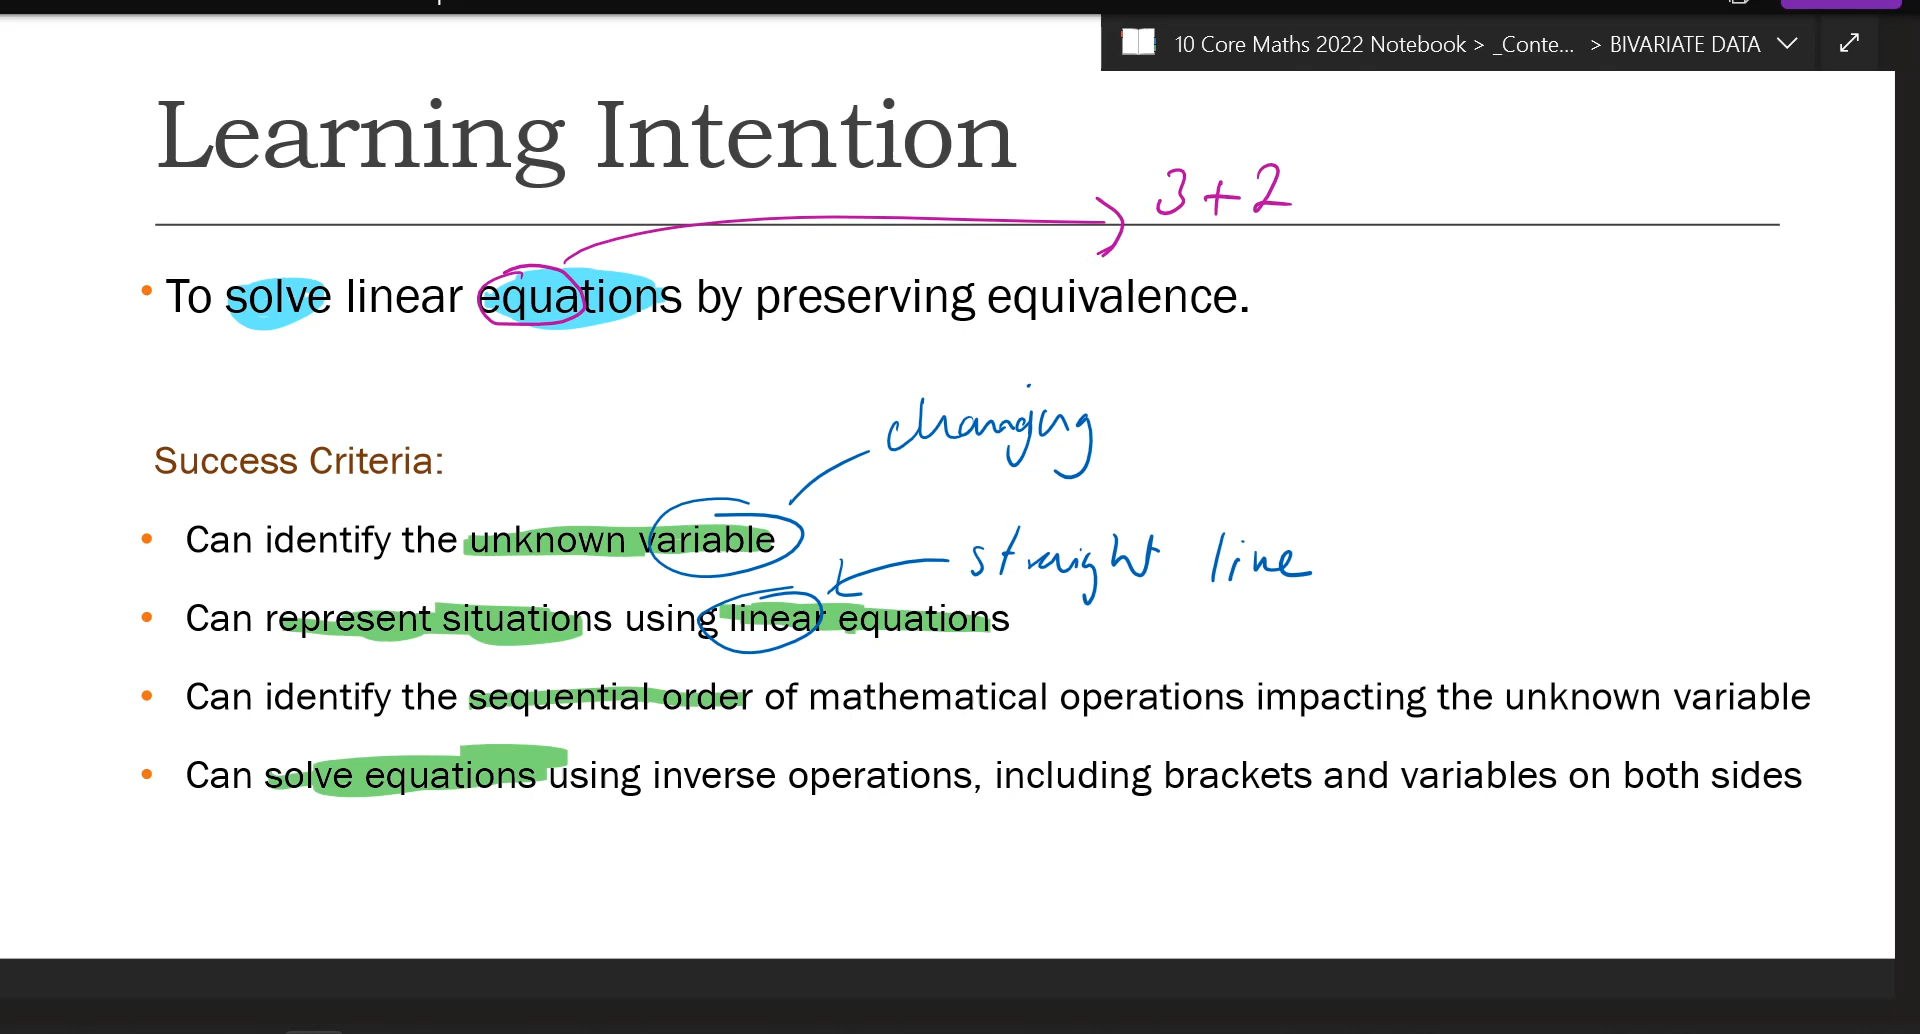 10 Core Maths 2022 Notebook > _Conte... > BIVARIATE DATA
Learning Intention
3+2
• To solve linear equations by preserving equivalence.
changing
Success Criteria:
• Can identify the unknown variable
straight line
• Can represent situations using linear equations
• Can identify the sequential order of mathematical operations impacting the unknown variable
• Can solve equations using inverse operations, including brackets and variables on both sides